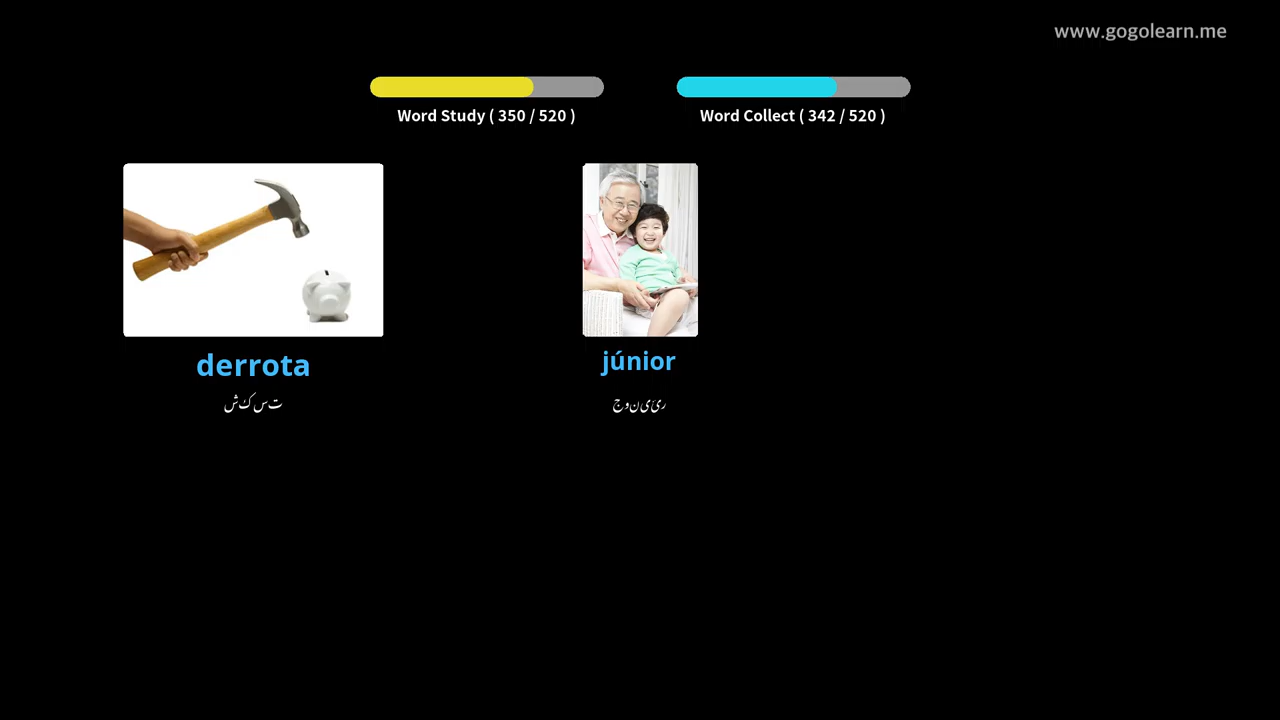 www.gogolearn.me
Word Study ( 350 / 520 )
Word Collect ( 342 / 520 )
derrota
شکست
júnior
جونیئر